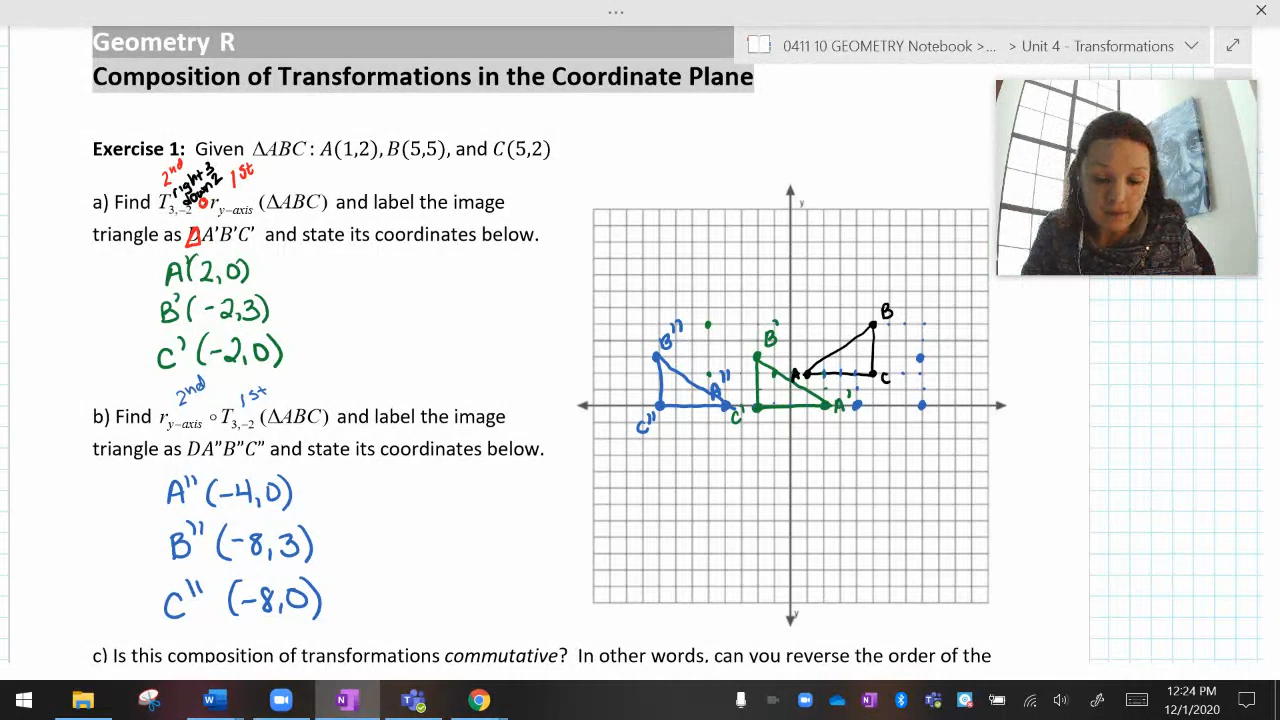 Geometry R
0411 10 GEOMETRY Notebook >... > Unit 4 - Transformations
Composition of Transformations in the Coordinate Plane
Exercise 1: Given ΔABC : A(1,2), B(5,5), and C(5,2)
2nd right 3 down 2 1st
a) Find T3,−2 ∘ ry−axis (ΔABC) and label the image
triangle as ΔA'B'C' and state its coordinates below.
A'(2,0)
B'(-2,3)
C'(-2,0)
2nd 1st
b) Find ry−axis ∘ T3,−2 (ΔABC) and label the image
triangle as DA"B"C" and state its coordinates below.
A"(-4,0)
B"(-8,3)
C"(-8,0)
y
B
B"
B'
A
C
A"
A'
C"
C'
y
c) Is this composition of transformations commutative? In other words, can you reverse the order of the
12:24 PM
12/1/2020